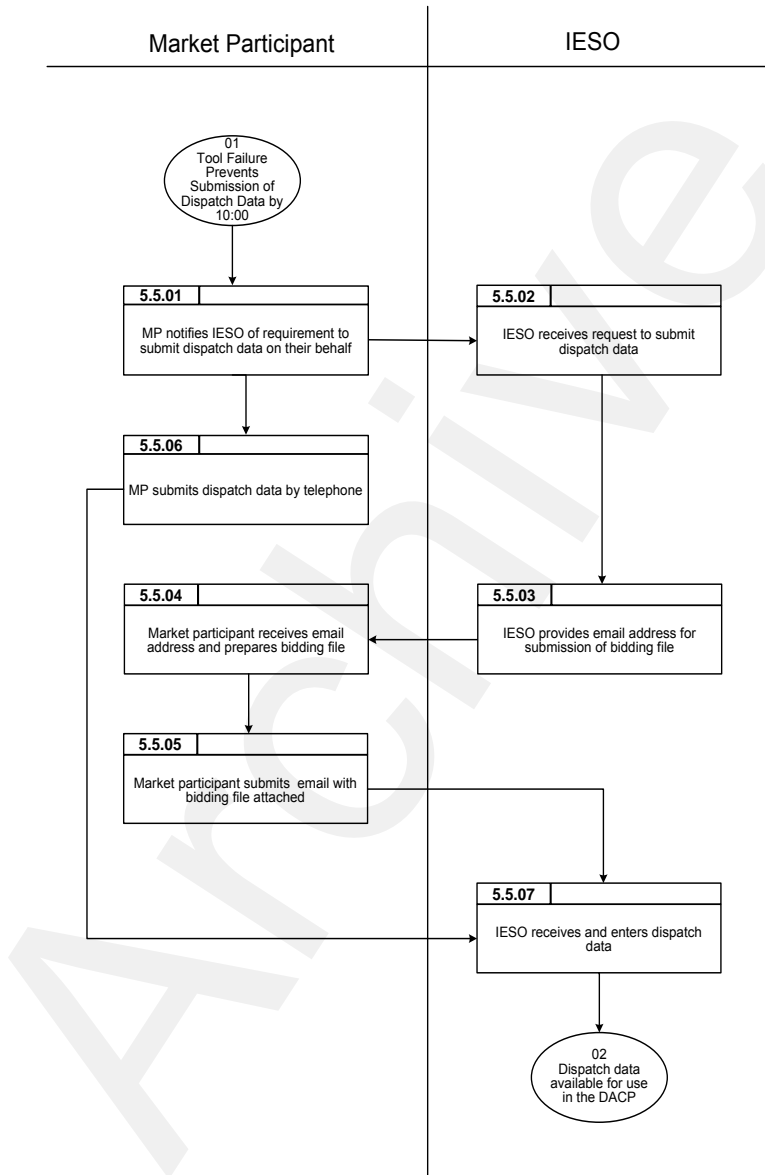 Market Participant
IESO
01
Tool Failure
Prevents
Submission of
Dispatch Data by
10:00
5.5.01
MP notifies IESO of requirement to
submit dispatch data on their behalf
5.5.02
IESO receives request to submit
dispatch data
5.5.06
MP submits dispatch data by telephone
5.5.04
Market participant receives email
address and prepares bidding file
5.5.03
IESO provides email address for
submission of bidding file
5.5.05
Market participant submits email with
bidding file attached
5.5.07
IESO receives and enters dispatch
data
02
Dispatch data
available for use
in the DACP
Archive